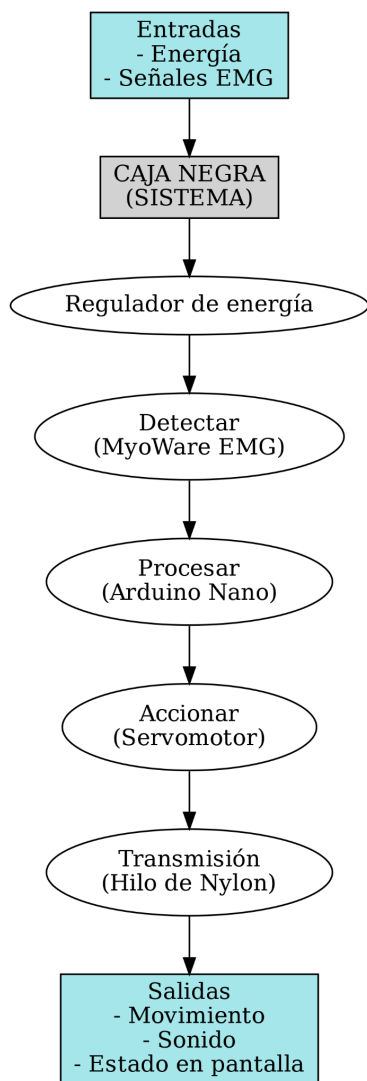 Entradas
- Energía
- Señales EMG
CAJA NEGRA
(SISTEMA)
Regulador de energía
Detectar
(MyoWare EMG)
Procesar
(Arduino Nano)
Accionar
(Servomotor)
Transmisión
(Hilo de Nylon)
Salidas
- Movimiento
- Sonido
- Estado en pantalla